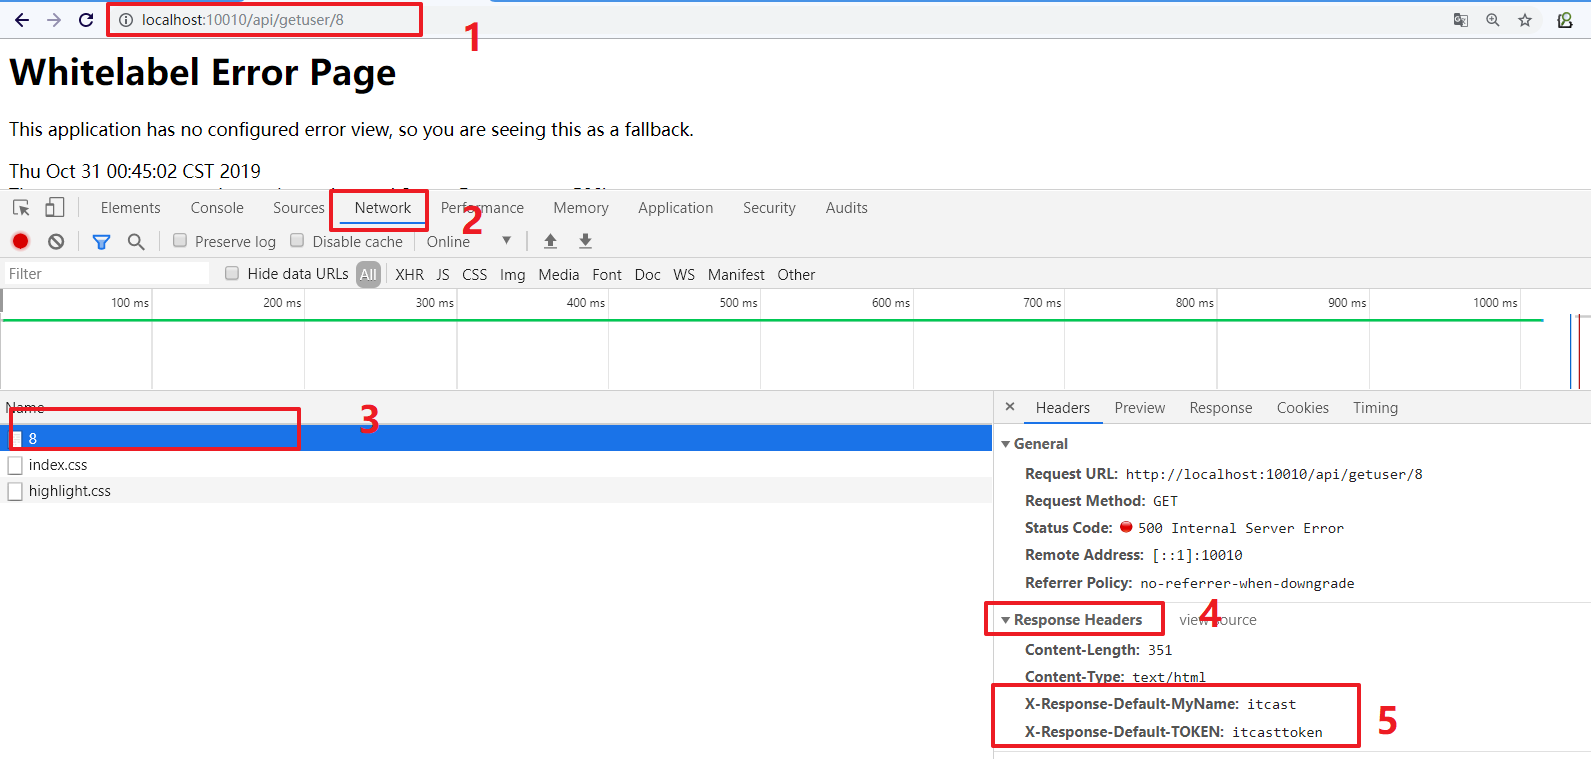 localhost:10010/api/getuser/8
1
Whitelabel Error Page
This application has no configured error view, so you are seeing this as a fallback.
Thu Oct 31 00:45:02 CST 2019
Elements Console Sources Network Performance Memory Application Security Audits
2
Preserve log Disable cache Online
Filter Hide data URLs All XHR JS CSS Img Media Font Doc WS Manifest Other
100 ms 200 ms 300 ms 400 ms 500 ms 600 ms 700 ms 800 ms 900 ms 1000 ms
Name
3
8
index.css
highlight.css
× Headers Preview Response Cookies Timing
General
Request URL: http://localhost:10010/api/getuser/8
Request Method: GET
Status Code: 500 Internal Server Error
Remote Address: [::1]:10010
Referrer Policy: no-referrer-when-downgrade
Response Headers view source
4
Content-Length: 351
Content-Type: text/html
X-Response-Default-MyName: itcast
X-Response-Default-TOKEN: itcasttoken
5